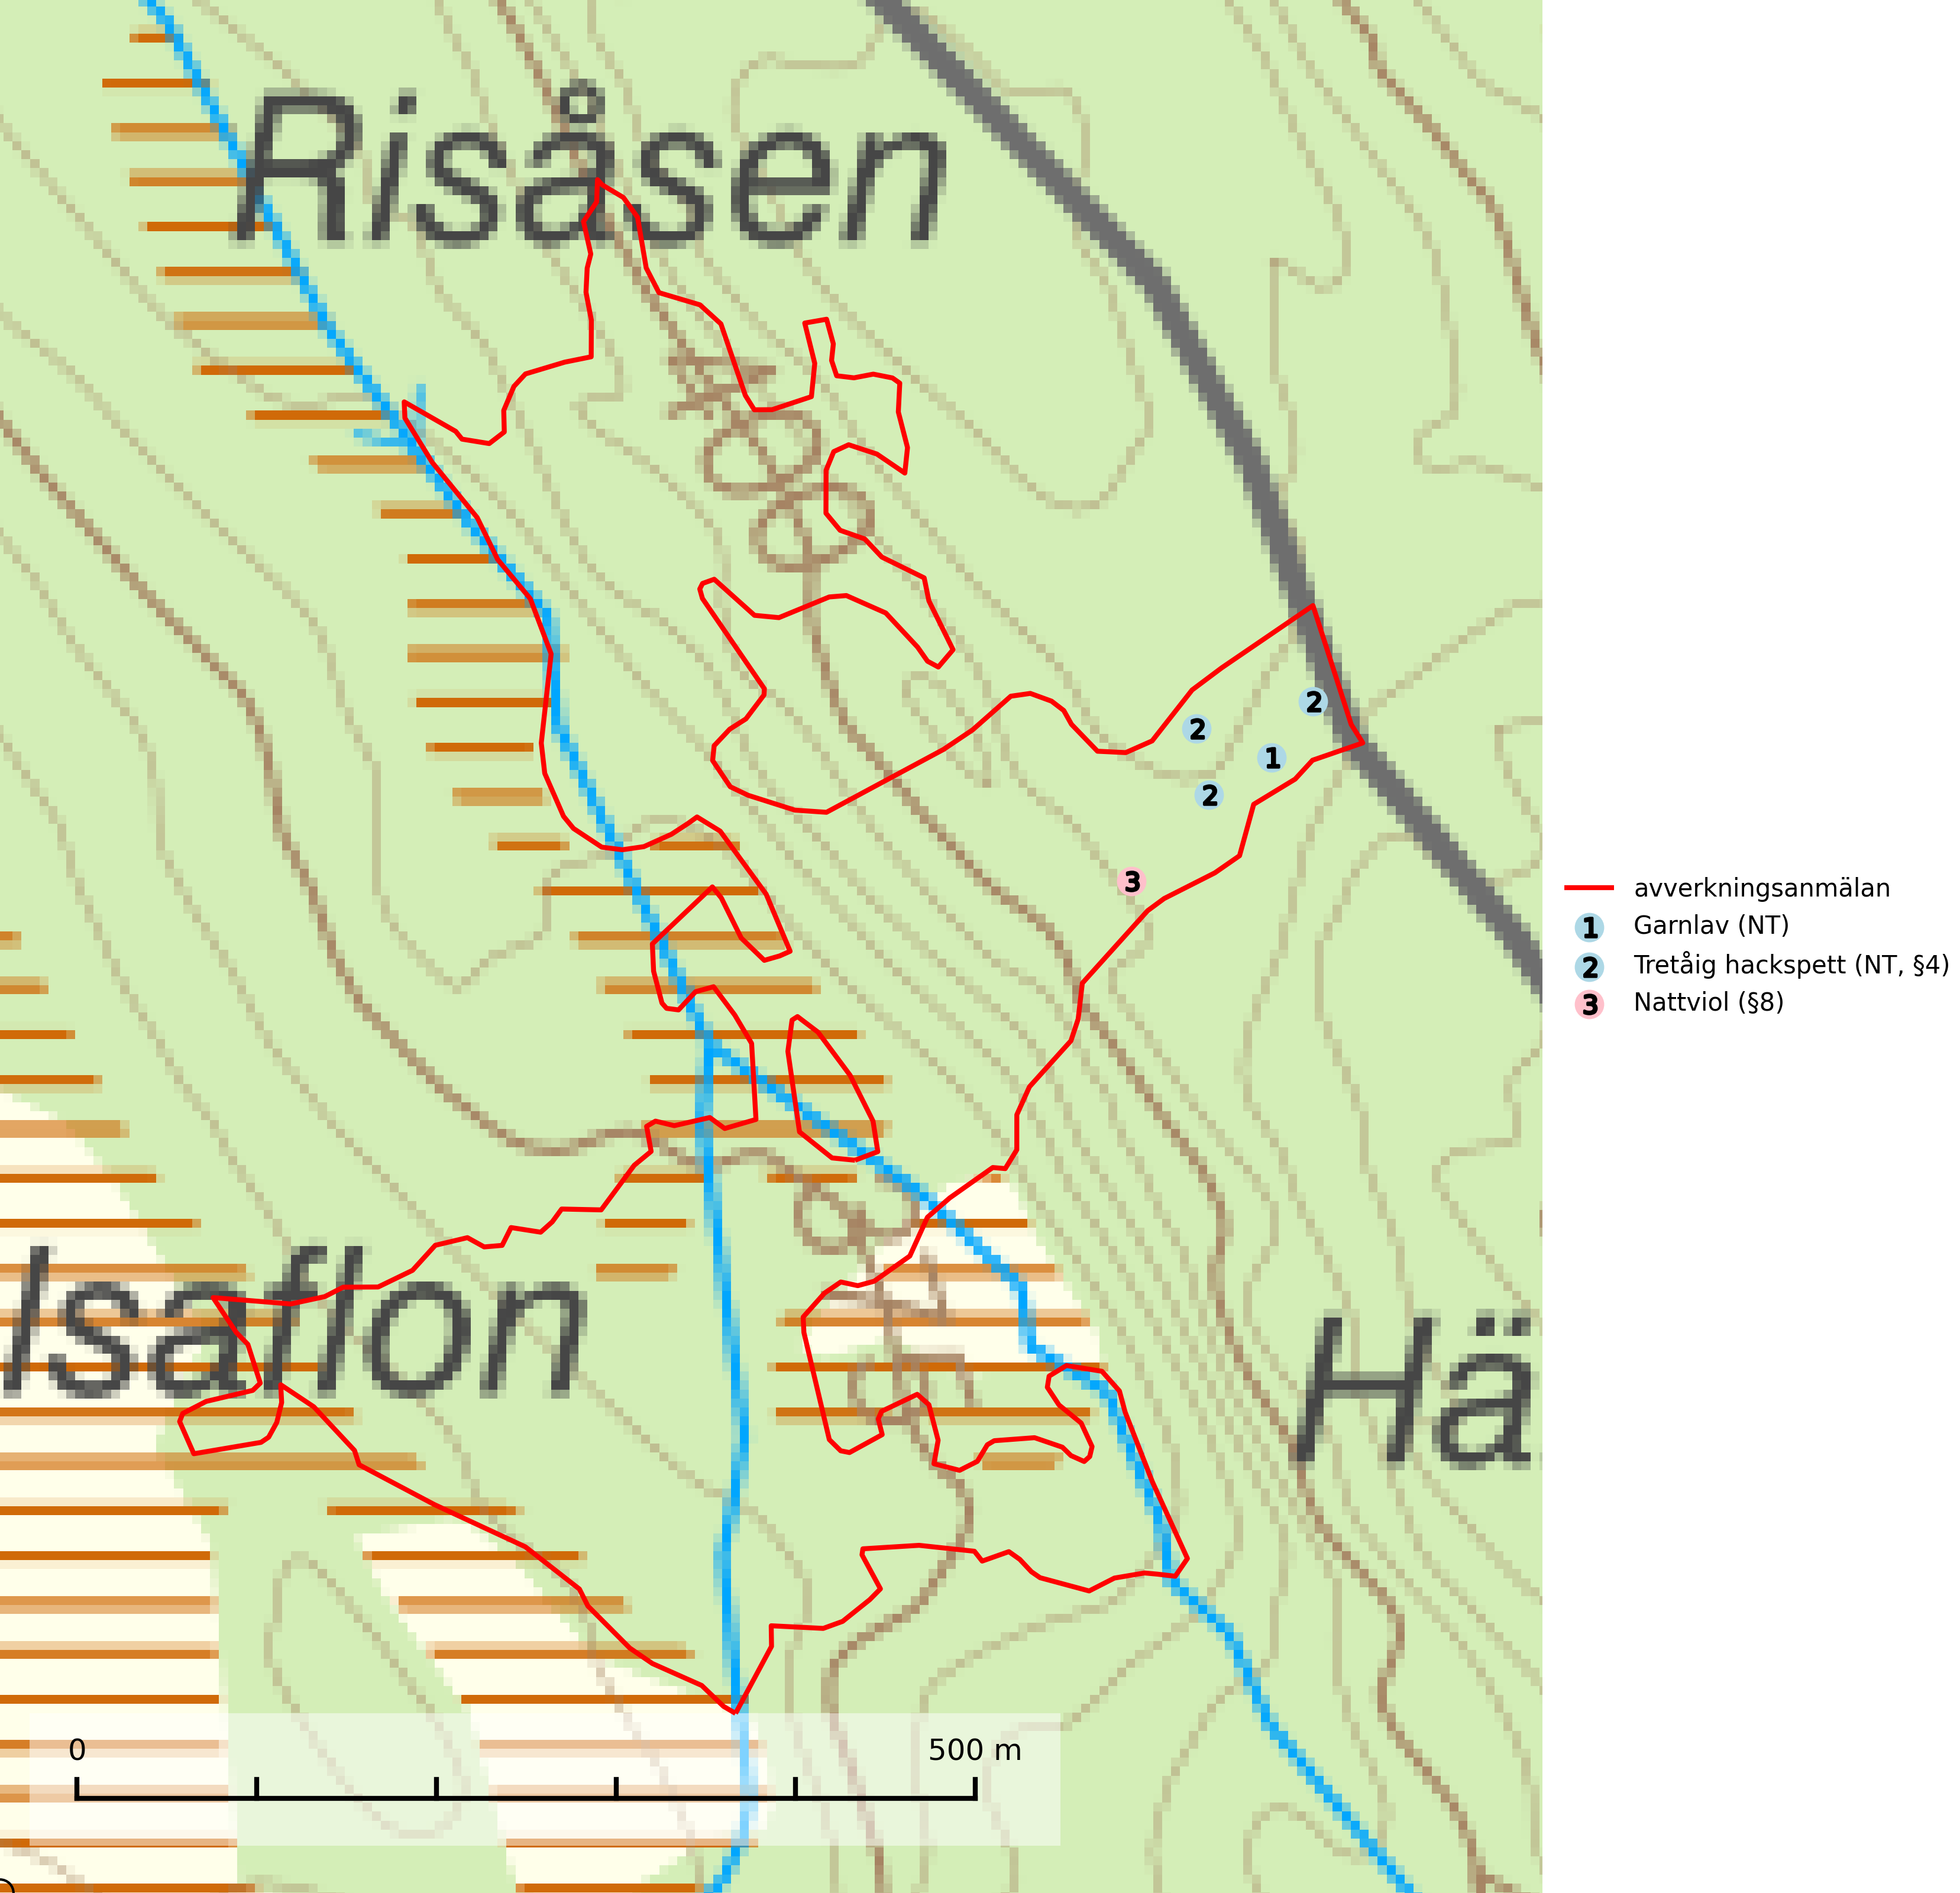 Risåsen
lsaflon
Hä
2
2
1
2
3
avverkningsanmälan
1 Garnlav (NT)
2 Tretåig hackspett (NT, §4)
3 Nattviol (§8)
0 500 m